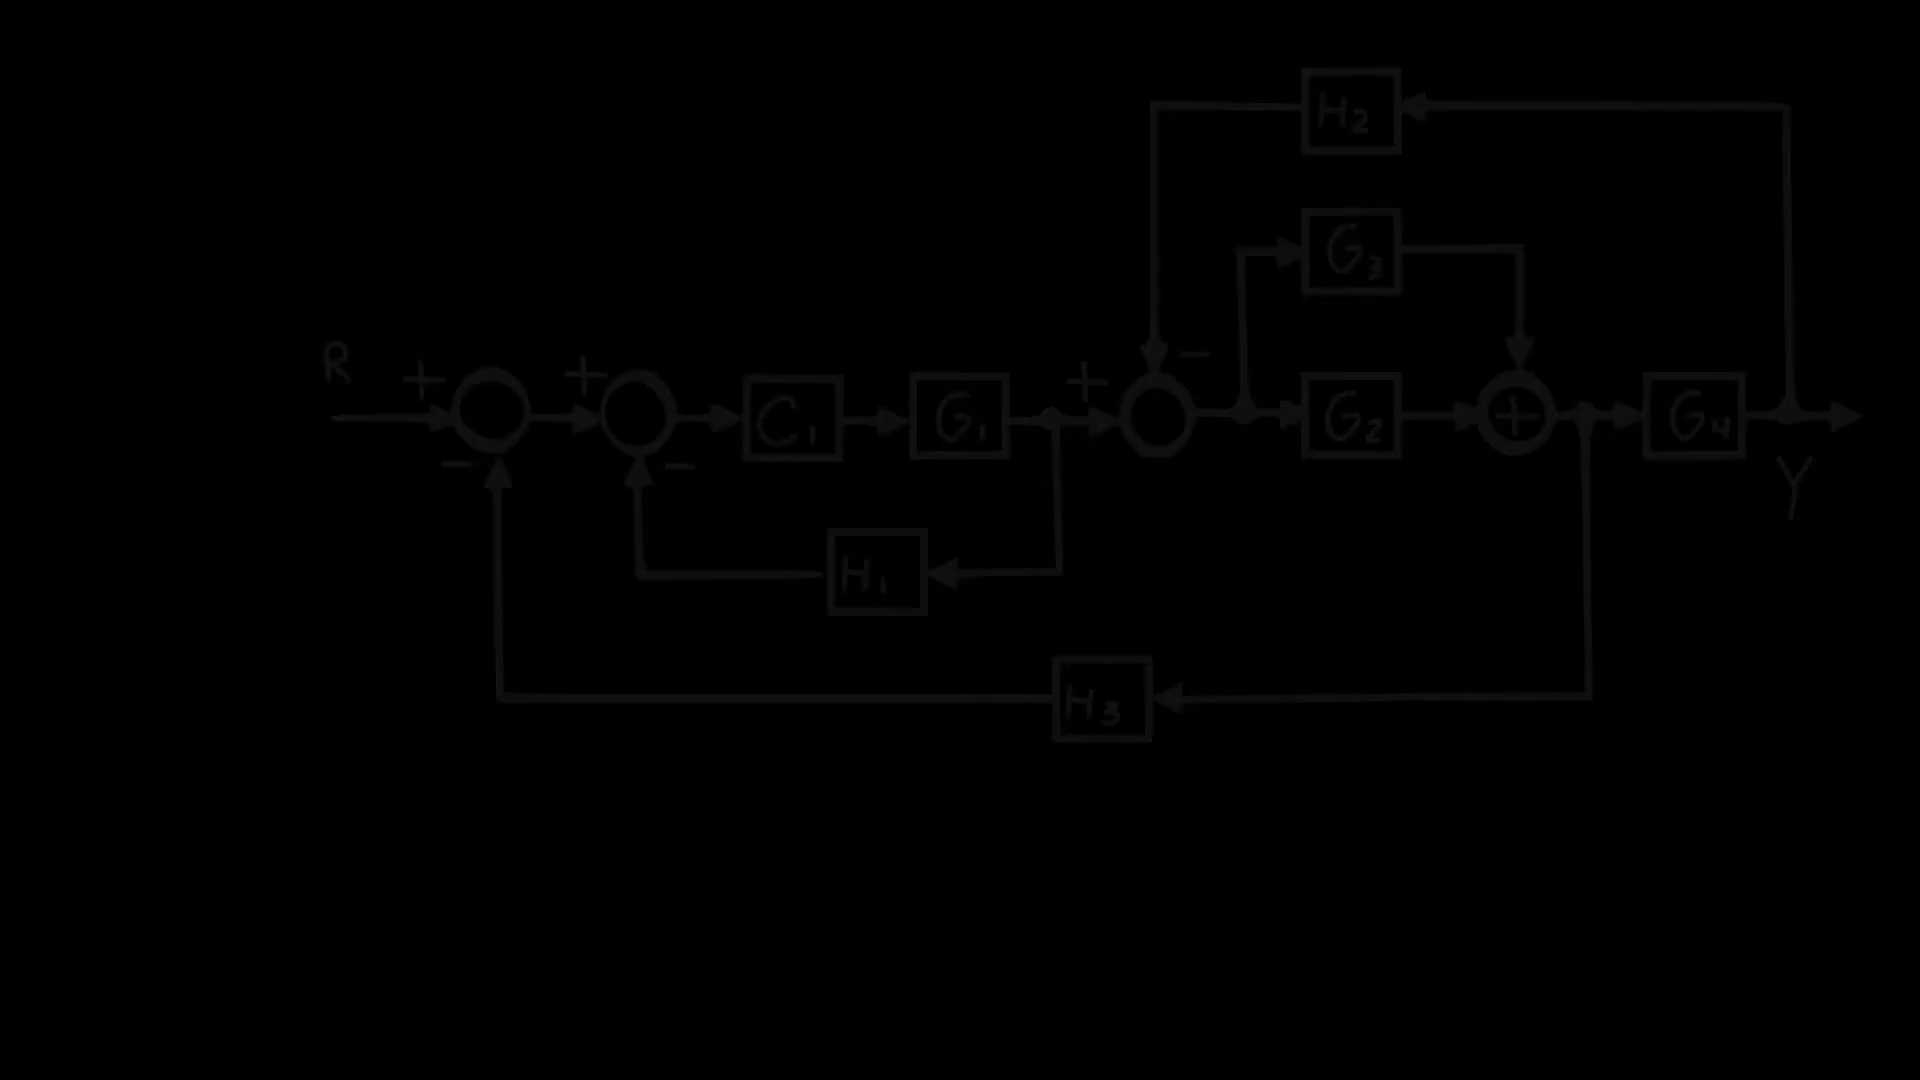 H2
G3
R + + C1 G1 + - G2 + G4
- - Y
H1
H3